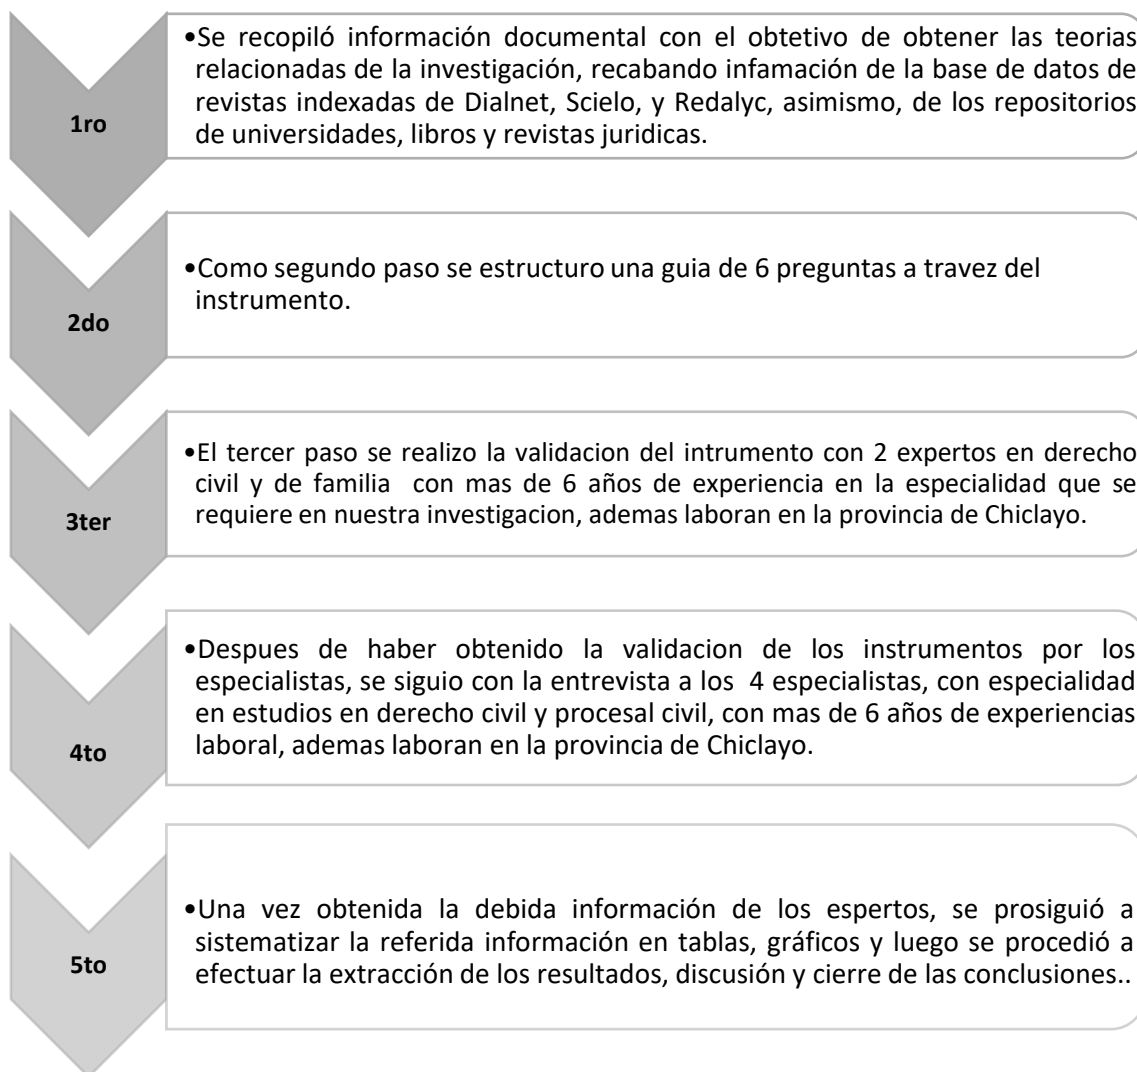 1ro
•Se recopiló información documental con el obtetivo de obtener las teorias
relacionadas de la investigación, recabando infamación de la base de datos de
revistas indexadas de Dialnet, Scielo, y Redalyc, asimismo, de los repositorios
de universidades, libros y revistas juridicas.
2do
•Como segundo paso se estructuro una guia de 6 preguntas a travez del
instrumento.
3ter
•El tercer paso se realizo la validacion del intrumento con 2 expertos en derecho
civil y de familia con mas de 6 años de experiencia en la especialidad que se
requiere en nuestra investigacion, ademas laboran en la provincia de Chiclayo.
4to
•Despues de haber obtenido la validacion de los instrumentos por los
especialistas, se siguio con la entrevista a los 4 especialistas, con especialidad
en estudios en derecho civil y procesal civil, con mas de 6 años de experiencias
laboral, ademas laboran en la provincia de Chiclayo.
5to
•Una vez obtenida la debida información de los espertos, se prosiguió a
sistematizar la referida información en tablas, gráficos y luego se procedió a
efectuar la extracción de los resultados, discusión y cierre de las conclusiones..